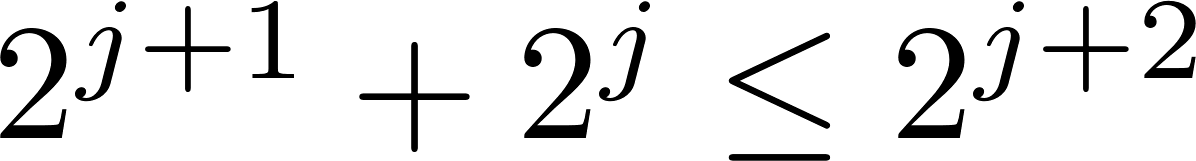 2^{j+1} + 2^j ≤ 2^{j+2}